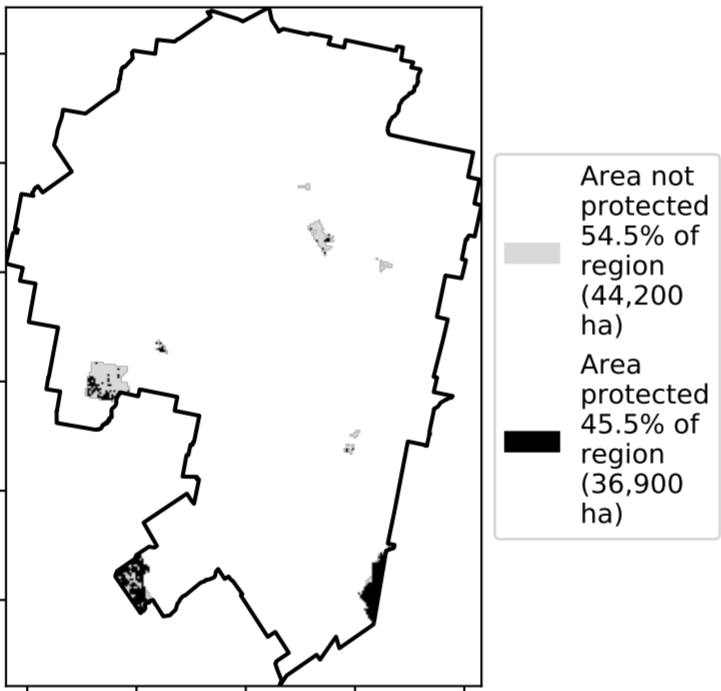 Area not
protected
54.5% of
region
(44,200
ha)
Area
protected
45.5% of
region
(36,900
ha)